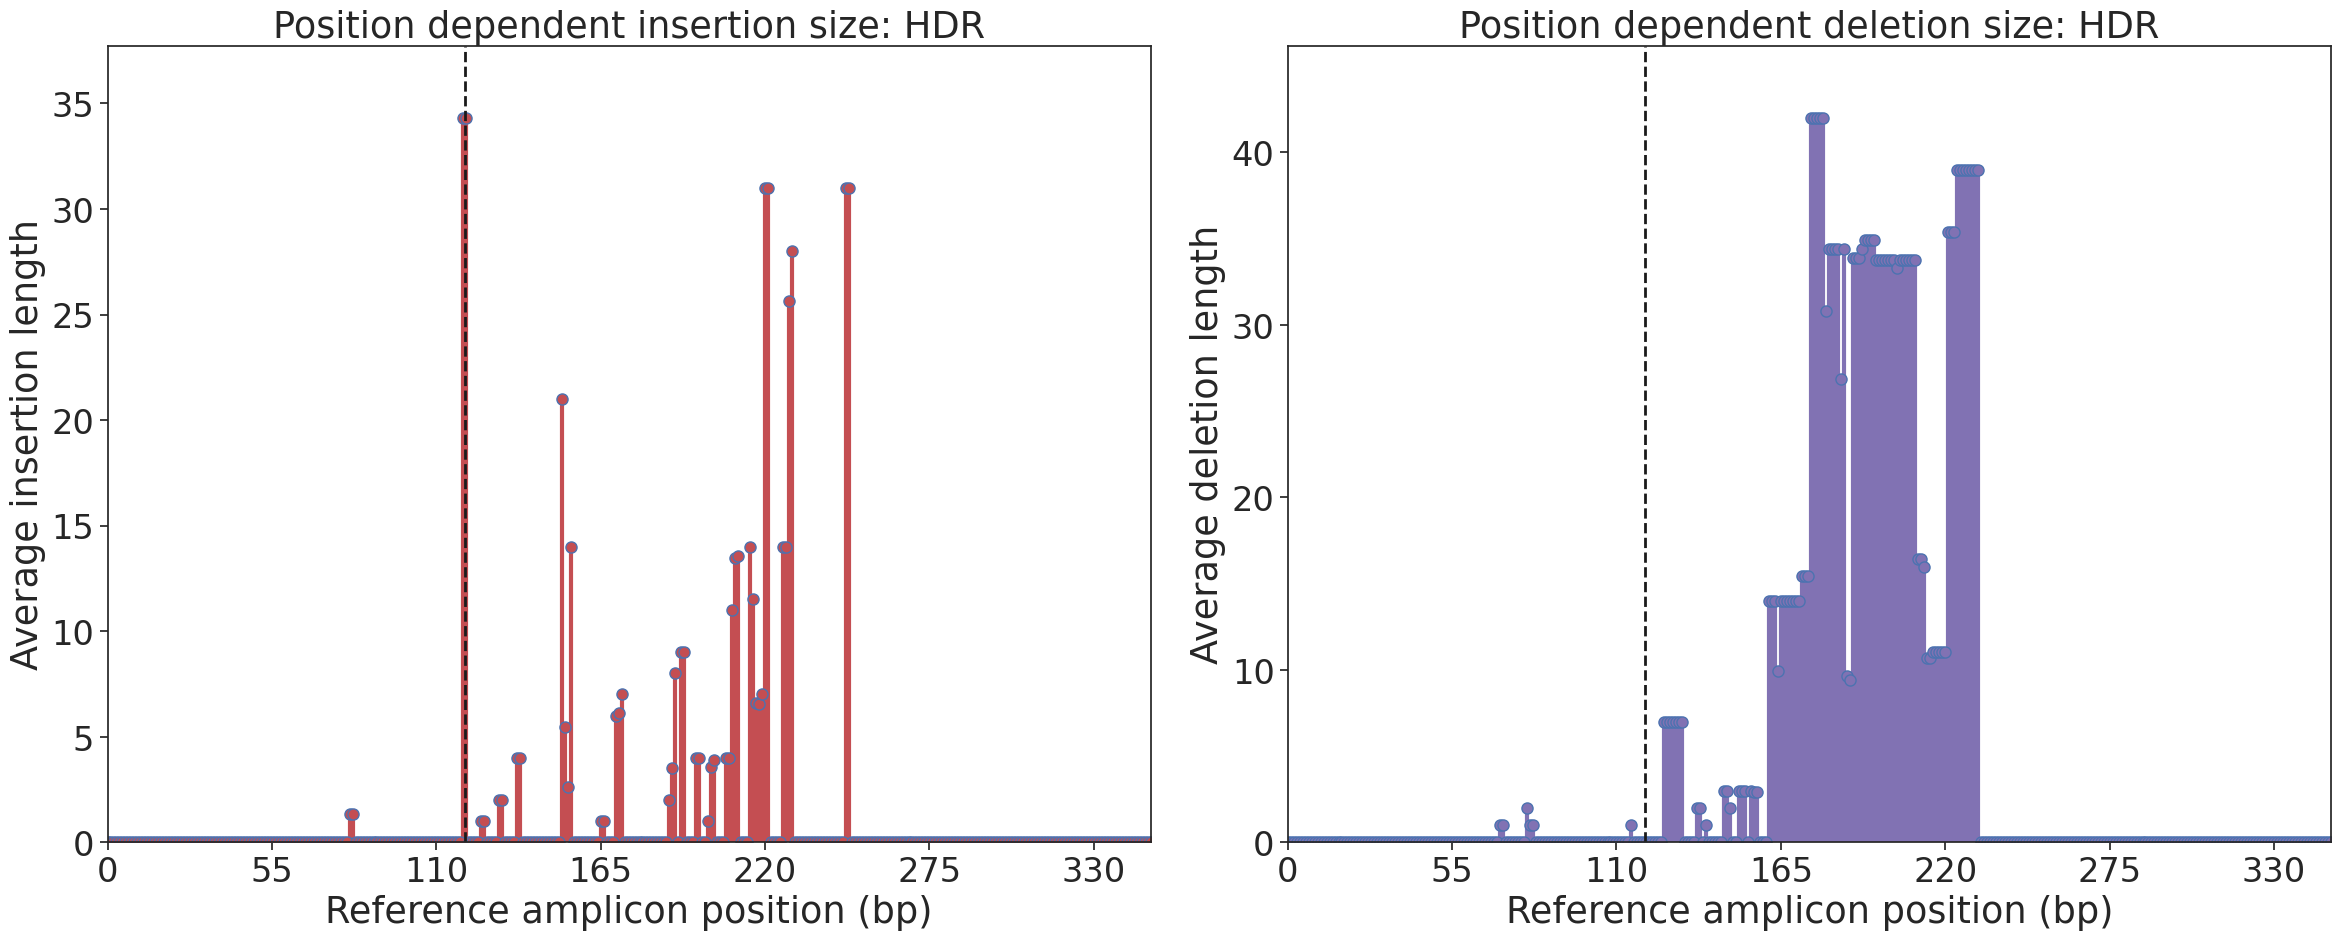 Position dependent insertion size: HDR
Average insertion length
35
30
25
20
15
10
5
0
0 55 110 165 220 275 330
Reference amplicon position (bp)
Position dependent deletion size: HDR
Average deletion length
40
30
20
10
0
0 55 110 165 220 275 330
Reference amplicon position (bp)